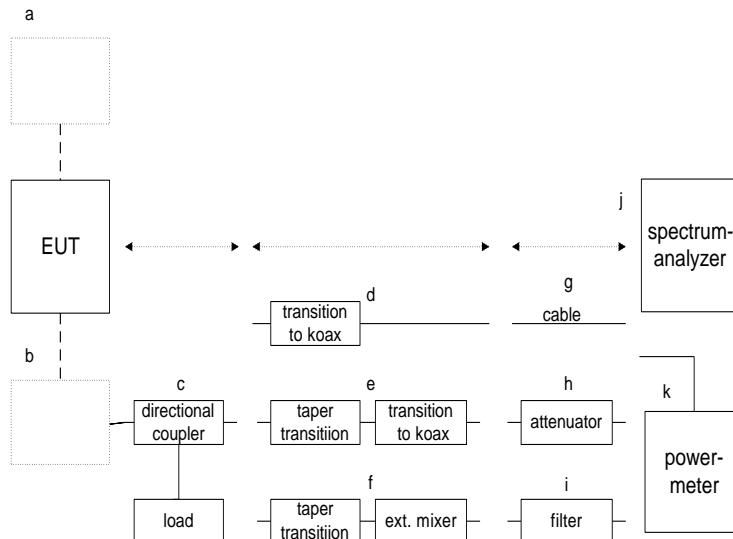 a
EUT
j
spectrum-
analyzer
d
transition
to koax
g
cable
b
c
directional
coupler
e
taper
transitiion
transition
to koax
h
attenuator
k
power-
meter
load
f
taper
transitiion
ext. mixer
i
filter